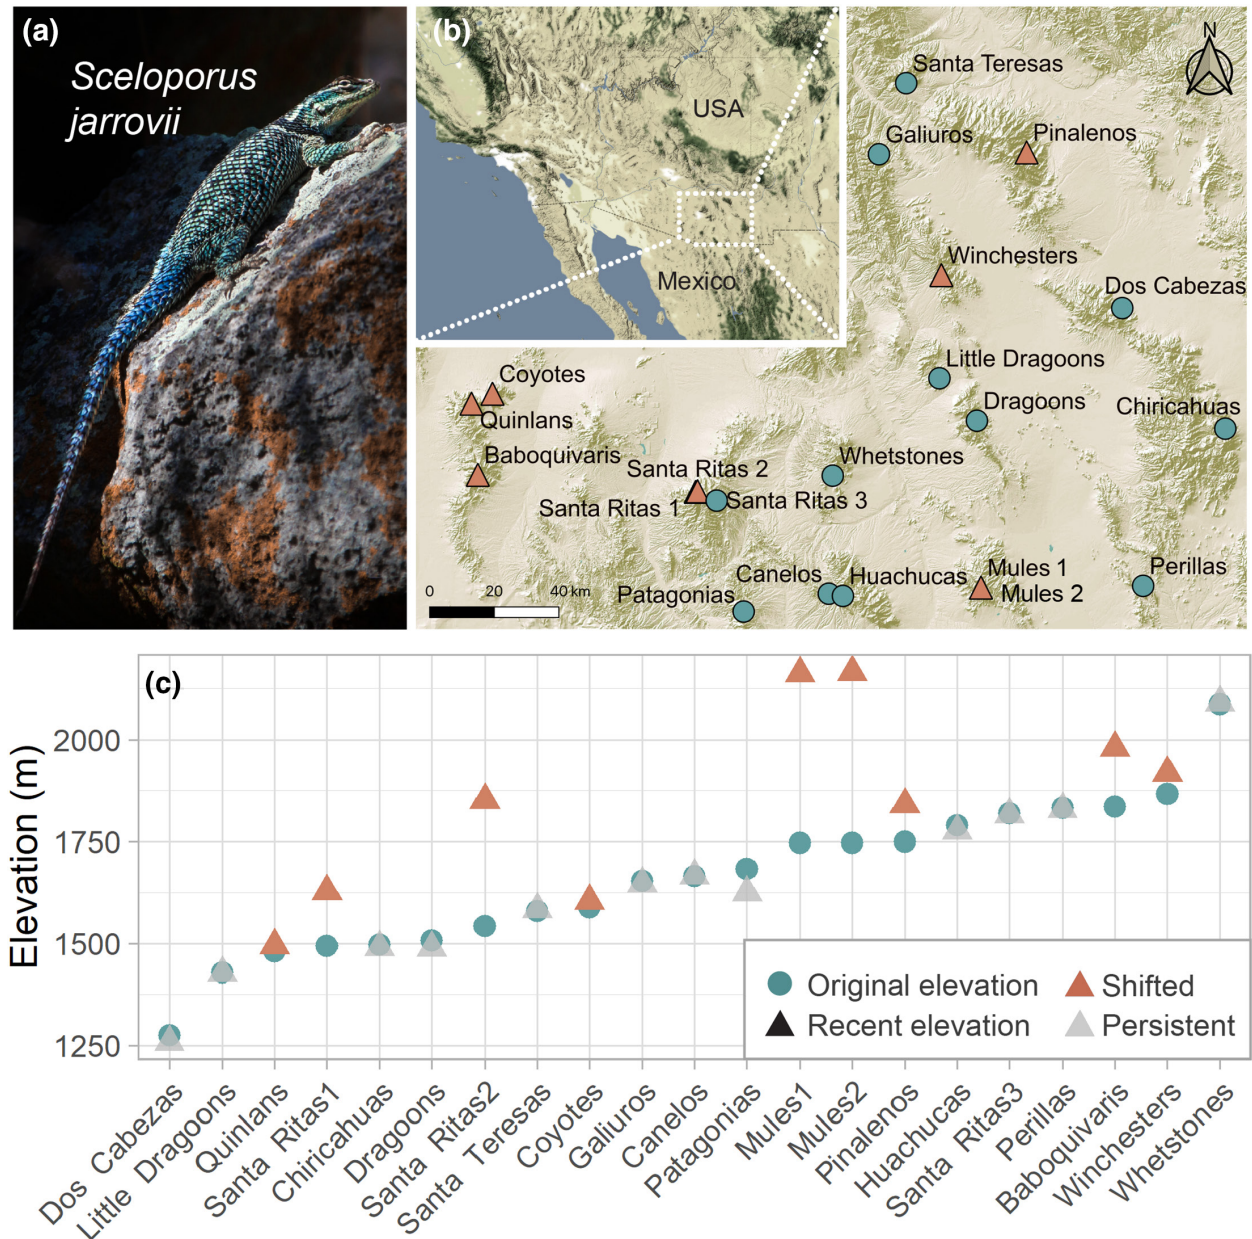 (a)
Sceloporus
jarrovii
(b)
USA
Mexico
N
Santa Teresas
Galiuros
Pinalenos
Winchesters
Dos Cabezas
Little Dragoons
Coyotes
Quinlans
Dragoons
Chiricahuas
Baboquivaris
Santa Ritas 2
Whetstones
Santa Ritas 1
Santa Ritas 3
Canelos
Huachucas
Mules 1
Mules 2
Perillas
Patagonias
0 20 40 km
(c)
Elevation (m)
2000
1750
1500
1250
Original elevation
Shifted
Recent elevation
Persistent
Dos Cabezas
Little Dragoons
Quinlans
Santa Ritas1
Chiricahuas
Dragoons
Santa Ritas2
Santa Teresas
Coyotes
Galiuros
Canelos
Patagonias
Mules1
Mules2
Pinalenos
Huachucas
Santa Ritas3
Perillas
Baboquivaris
Winchesters
Whetstones